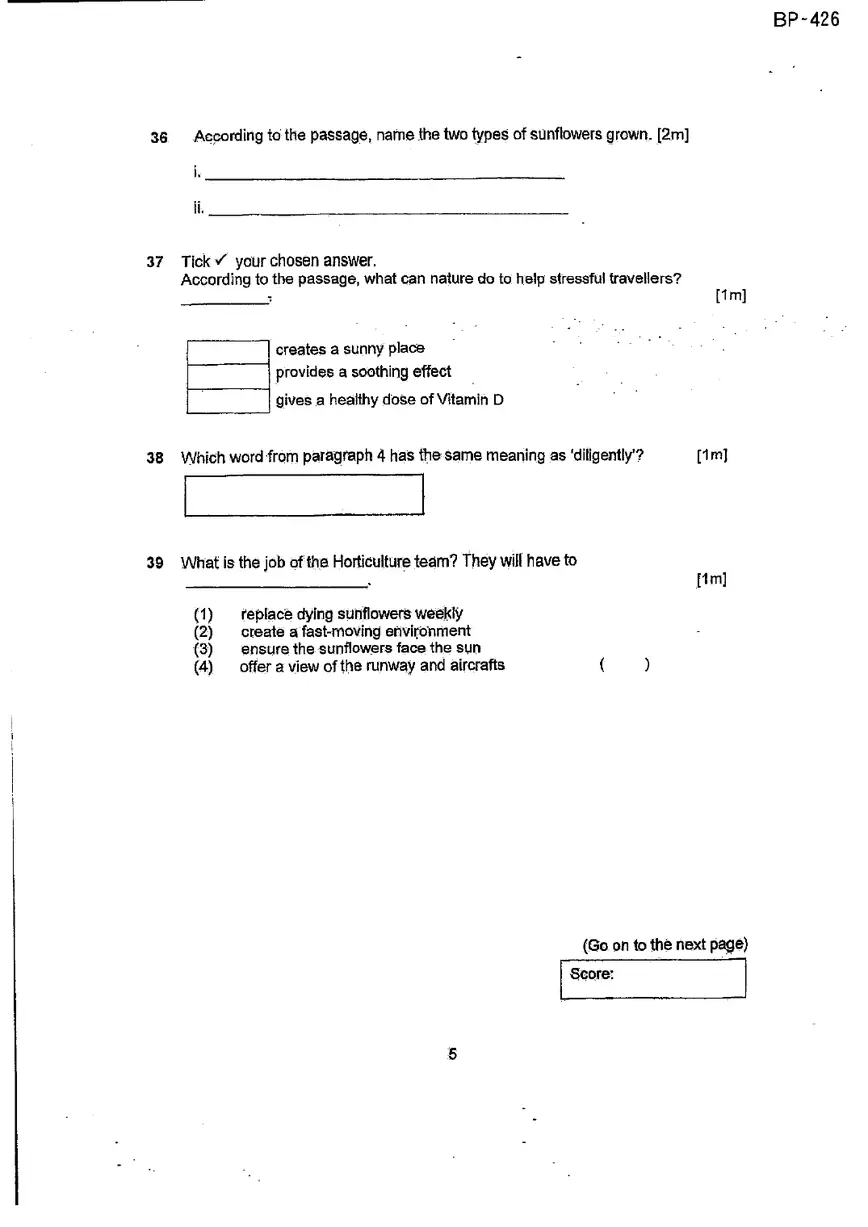 BP-426
36 According to the passage, name the two types of sunflowers grown. [2m]
i. ____________________
ii. ____________________
37 Tick ✓ your chosen answer.
According to the passage, what can nature do to help stressful travellers?
__________. [1m]
creates a sunny place
provides a soothing effect
gives a healthy dose of Vitamin D
38 Which word from paragraph 4 has the same meaning as 'diligently'? [1m]
39 What is the job of the Horticulture team? They will have to
____________________. [1m]
(1) replace dying sunflowers weekly
(2) create a fast-moving environment
(3) ensure the sunflowers face the sun
(4) offer a view of the runway and aircrafts ( )
(Go on to the next page)
Score:
5